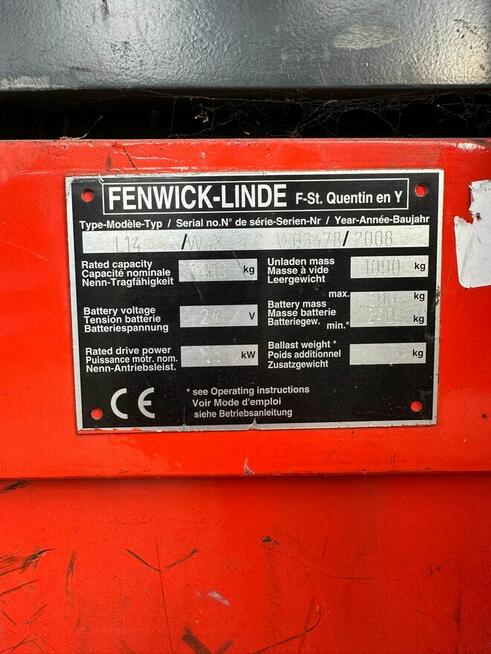 FENWICK-LINDE F-St. Quentin en Y
Type-Modèle-Typ / Serial no.N° de série-Serien-Nr / Year-Année-Baujahr
L14 / W03478/2008
Rated capacity
Capacité nominale kg
Nenn-Tragfähigkeit
Unladen mass
Masse à vide 1090 kg
Leergewicht
Battery voltage
Tension batterie 24 V
Batteriespannung
max.
Battery mass kg
Masse batterie
Batteriegew. min.*
Rated drive power
Puissance motr. nom. kW
Nenn-Antriebsleist.
Ballast weight *
Poids additionnel kg
Zusatzgewicht
CE
* see Operating instructions
Voir Mode d'emploi
siehe Betriebsanleitung